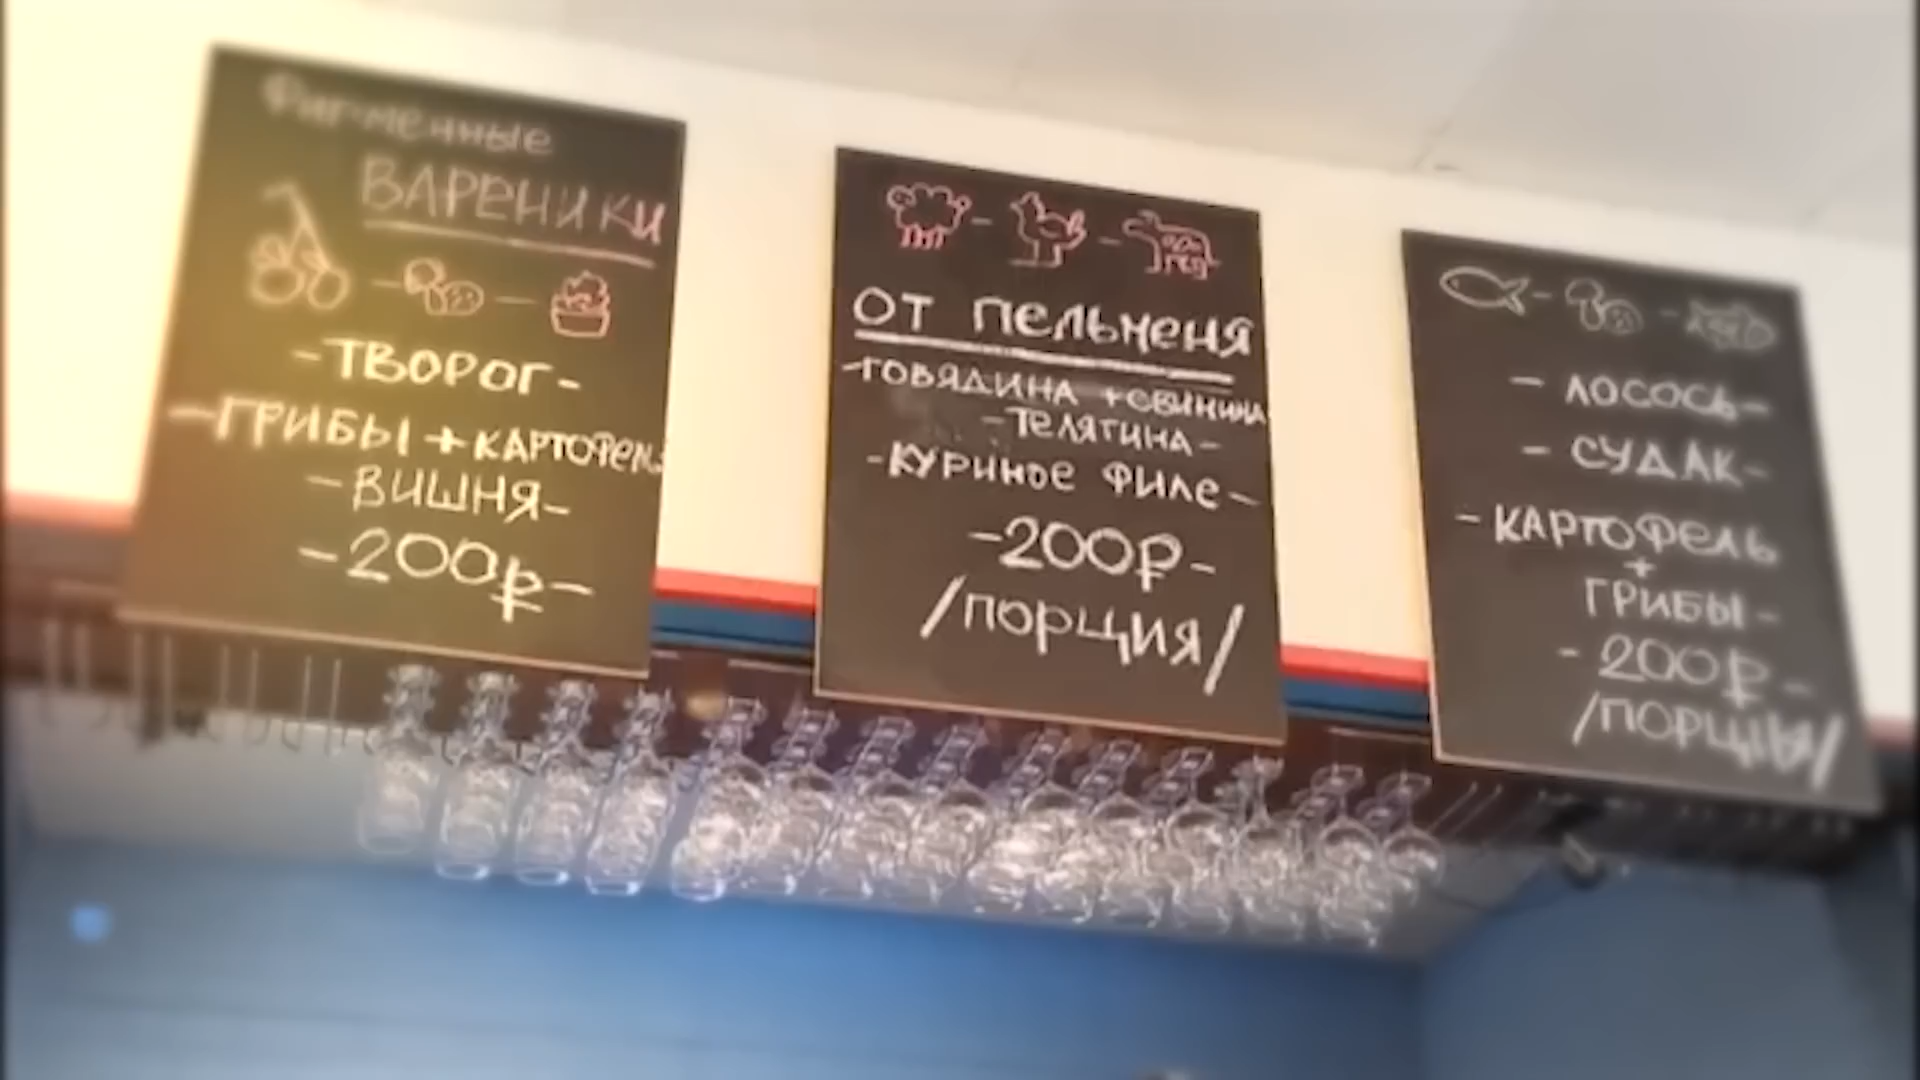 Фирменные
ВАРЕНИКИ
-ТВОРОГ-
-ГРИБЫ+КАРТОФЕЛЬ
-ВИШНЯ-
-200₽-
ОТ ПЕЛЬМЕНЯ
-ГОВЯДИНА +СВИНИНА
-ТЕЛЯТИНА-
-КУРИНОЕ ФИЛЕ-
-200₽-
/ПОРЦИЯ/
- ЛОСОСЬ-
- СУДАК-
- КАРТОФЕЛЬ
+
ГРИБЫ-
- 200₽-
/ПОРЦИЯ/